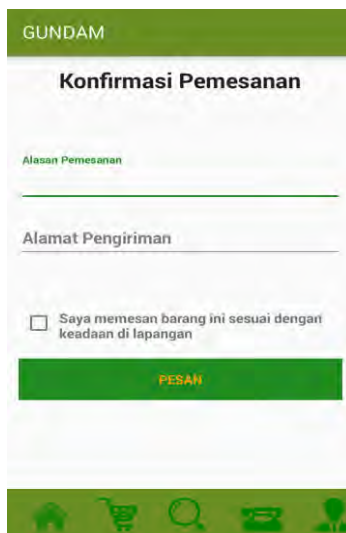 GUNDAM
Konfirmasi Pemesanan
Alasan Pemesanan
Alamat Pengiriman
Saya memesan barang ini sesuai dengan
keadaan di lapangan
PESAN